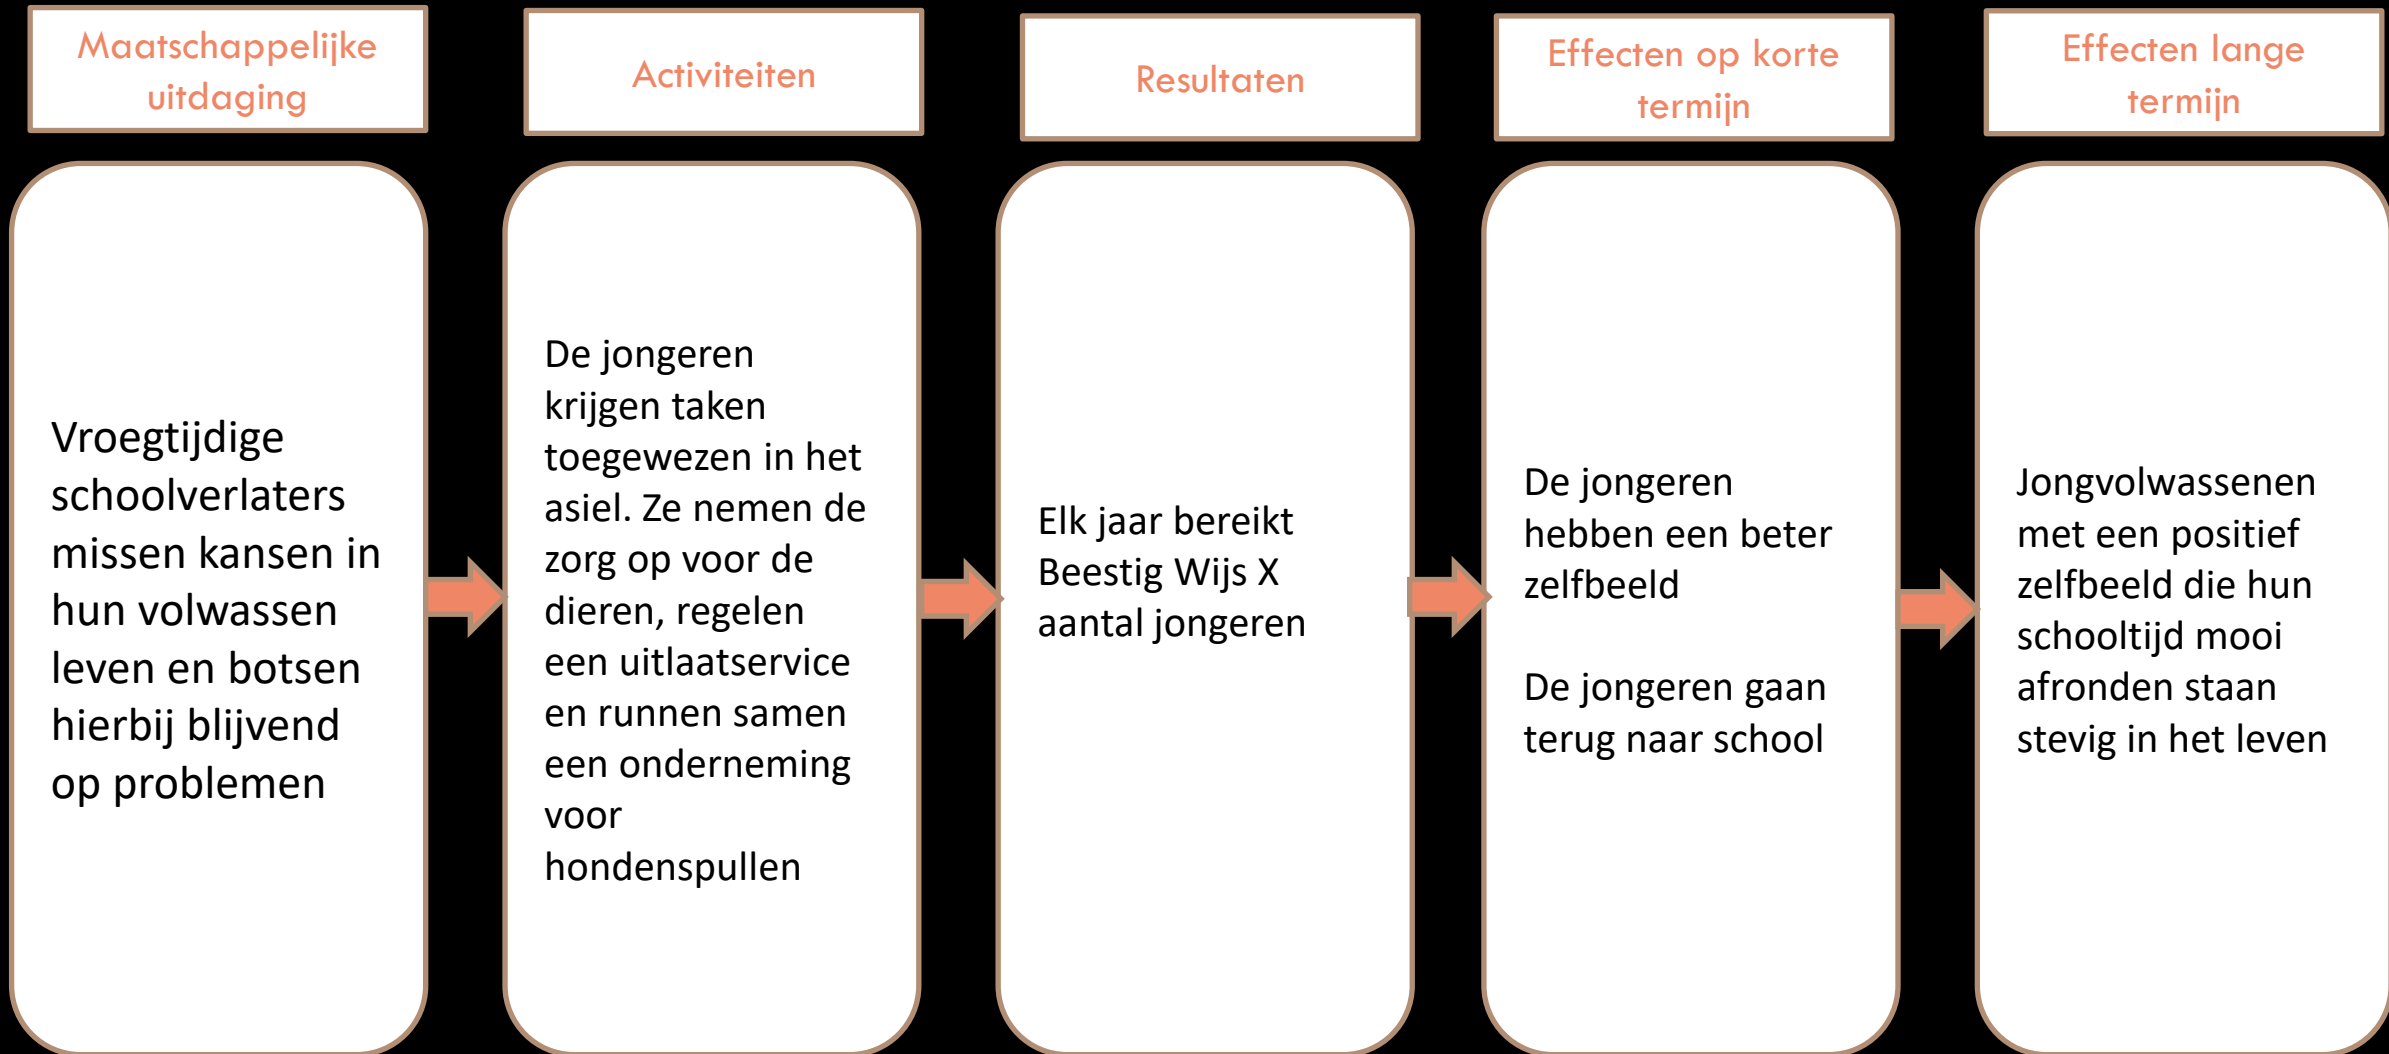 Maatschappelijke
uitdaging
Activiteiten
Resultaten
Effecten op korte
termijn
Effecten lange
termijn
Vroegtijdige
schoolverlaters
missen kansen in
hun volwassen
leven en botsen
hierbij blijvend
op problemen
De jongeren
krijgen taken
toegewezen in het
asiel. Ze nemen de
zorg op voor de
dieren, regelen
een uitlaatservice
en runnen samen
een onderneming
voor
hondenspullen
Elk jaar bereikt
Beestig Wijs X
aantal jongeren
De jongeren
hebben een beter
zelfbeeld
De jongeren gaan
terug naar school
Jongvolwassenen
met een positief
zelfbeeld die hun
schooltijd mooi
afronden staan
stevig in het leven